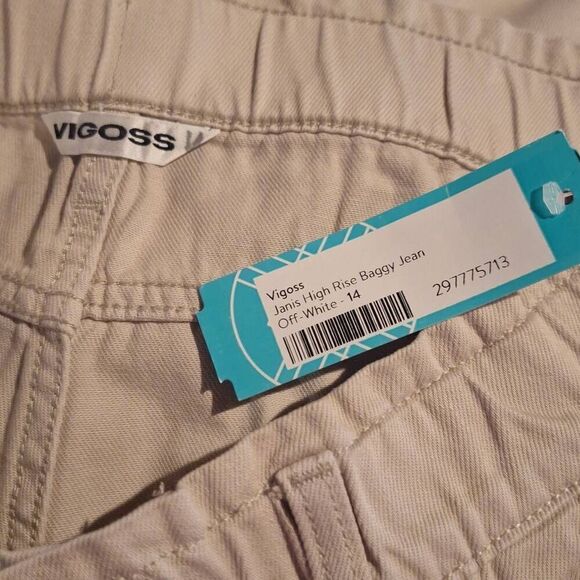 VIGOSS
Vigoss
Janis High Rise Baggy Jean
Off-White - 14
297775713